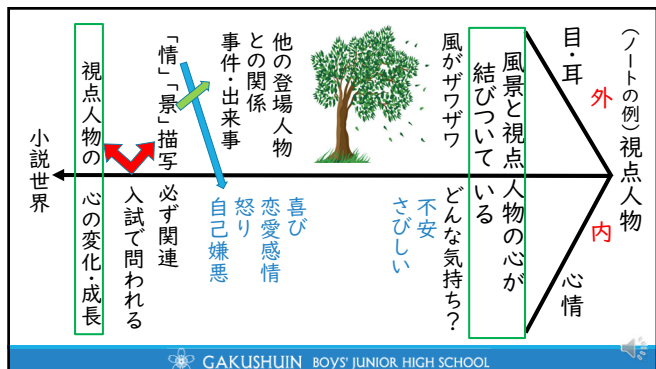 （ノートの例）視点人物
外
内
目・耳
心情
風景と視点人物の心が
結びついている
風がザワザワ
どんな気持ち？
不安
さびしい
他の登場人物
との関係
事件・出来事
喜び
恋愛感情
怒り
自己嫌悪
「情」「景」描写
必ず関連
入試で問われる
視点人物の 心の変化・成長
小説世界
GAKUSHUIN BOYS' JUNIOR HIGH SCHOOL